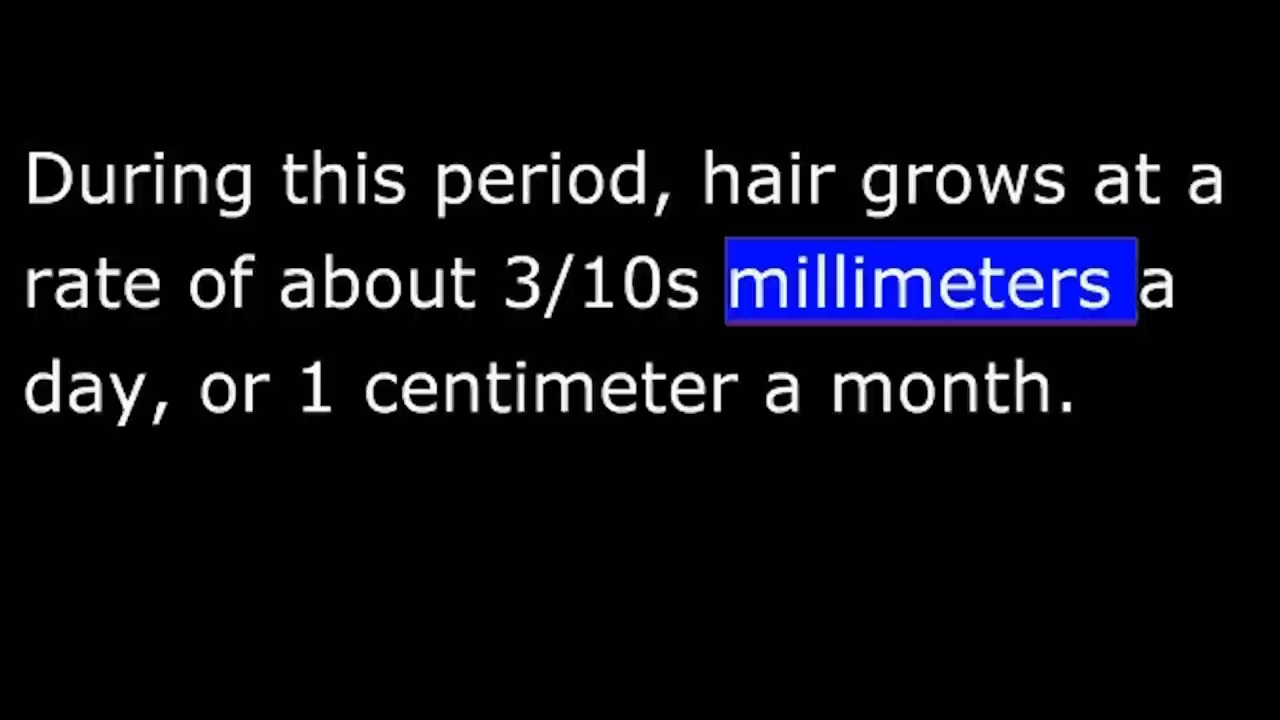 During this period, hair grows at a
rate of about 3/10s millimeters a
day, or 1 centimeter a month.